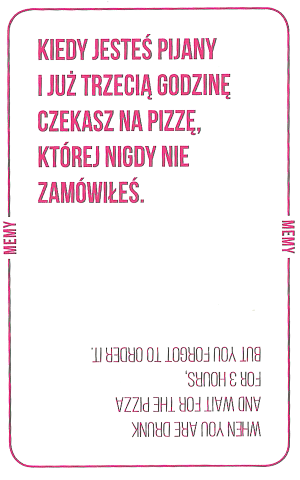 KIEDY JESTEŚ PIJANY
I JUŻ TRZECIĄ GODZINĘ
CZEKASZ NA PIZZĘ,
KTÓREJ NIGDY NIE
ZAMÓWIŁEŚ.
MEMY
MEMY
WHEN YOU ARE DRUNK
AND WAIT FOR THE PIZZA
FOR 3 HOURS,
BUT YOU FORGOT TO ORDER IT.